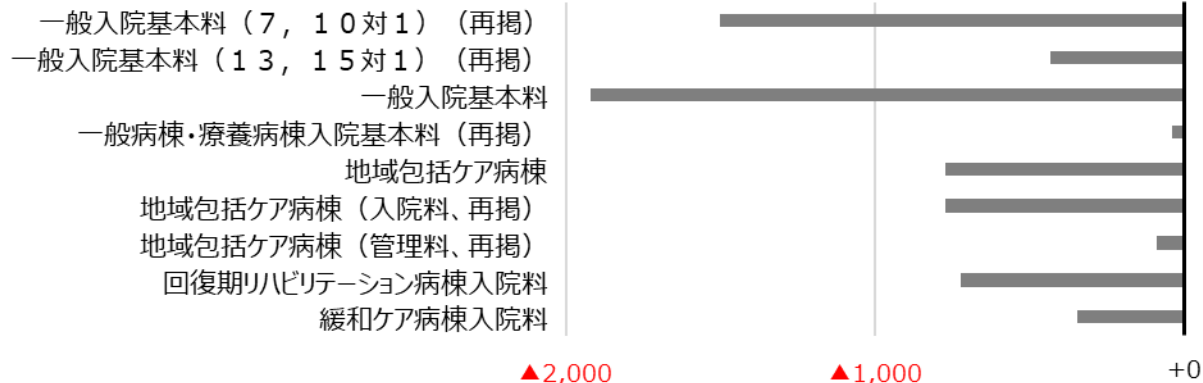 一般入院基本料（７，１０対１）（再掲）
一般入院基本料（１３，１５対１）（再掲）
一般入院基本料
一般病棟・療養病棟入院基本料（再掲）
地域包括ケア病棟
地域包括ケア病棟（入院料、再掲）
地域包括ケア病棟（管理料、再掲）
回復期リハビリテーション病棟入院料
緩和ケア病棟入院料
▲2,000 ▲1,000 +0